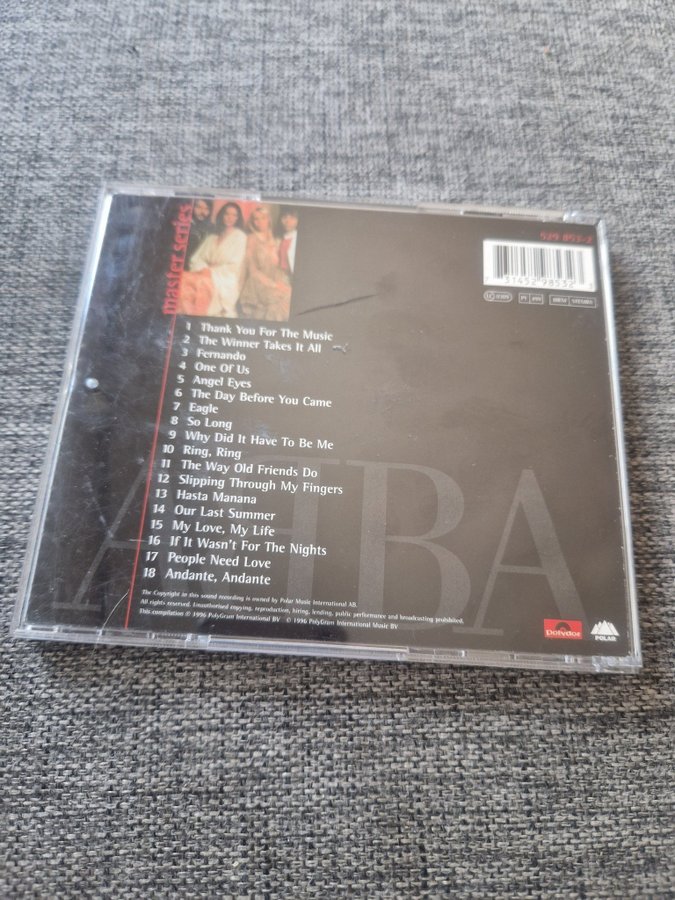 master series
529 853-2
7 31452 98532 2
1 Thank You For The Music
2 The Winner Takes It All
3 Fernando
4 One Of Us
5 Angel Eyes
6 The Day Before You Came
7 Eagle
8 So Long
9 Why Did It Have To Be Me
10 Ring, Ring
11 The Way Old Friends Do
12 Slipping Through My Fingers
13 Hasta Manana
14 Our Last Summer
15 My Love, My Life
16 If It Wasn't For The Nights
17 People Need Love
18 Andante, Andante
ABBA
The Copyright in this sound recording is owned by Polar Music International AB.
All rights reserved. Unauthorised copying, reproduction, hiring, lending, public performance and broadcasting prohibited.
This compilation ℗ 1996 PolyGram International BV © 1996 PolyGram International Music BV
Polydor
POLAR